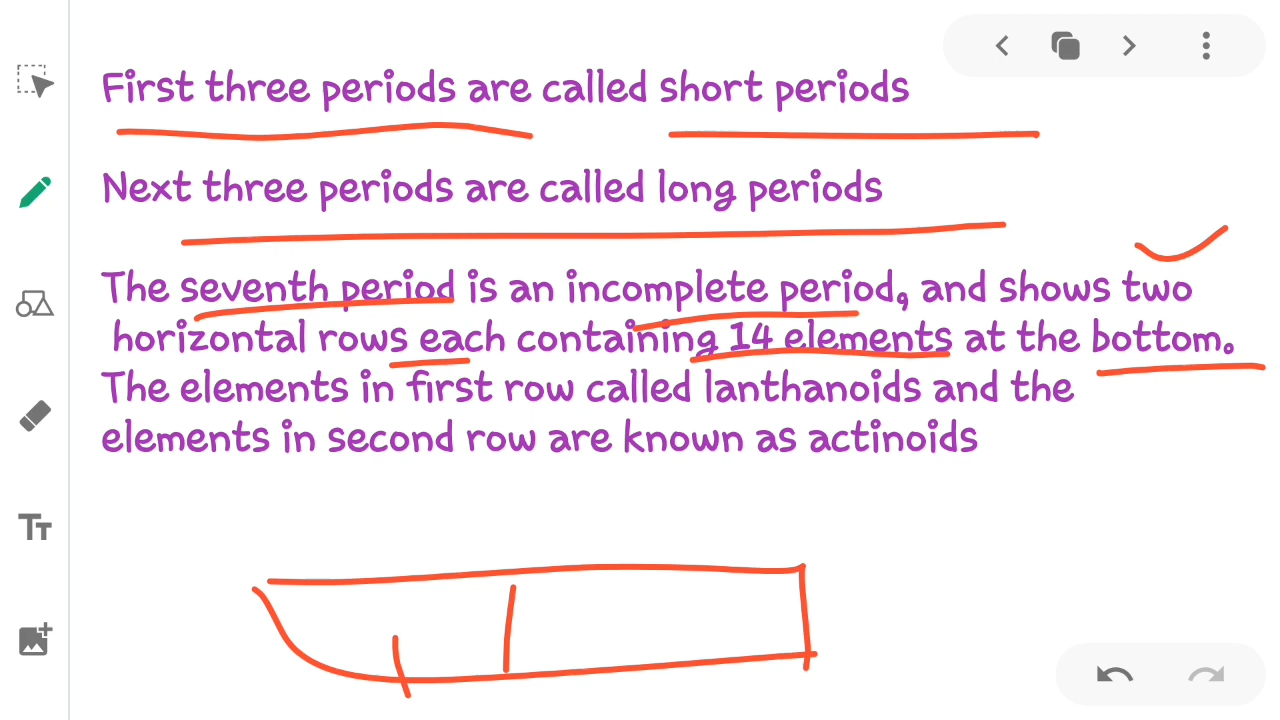 First three periods are called short periods
Next three periods are called long periods
The seventh period is an incomplete period, and shows two
horizontal rows each containing 14 elements at the bottom.
The elements in first row called lanthanoids and the
elements in second row are known as actinoids
TT